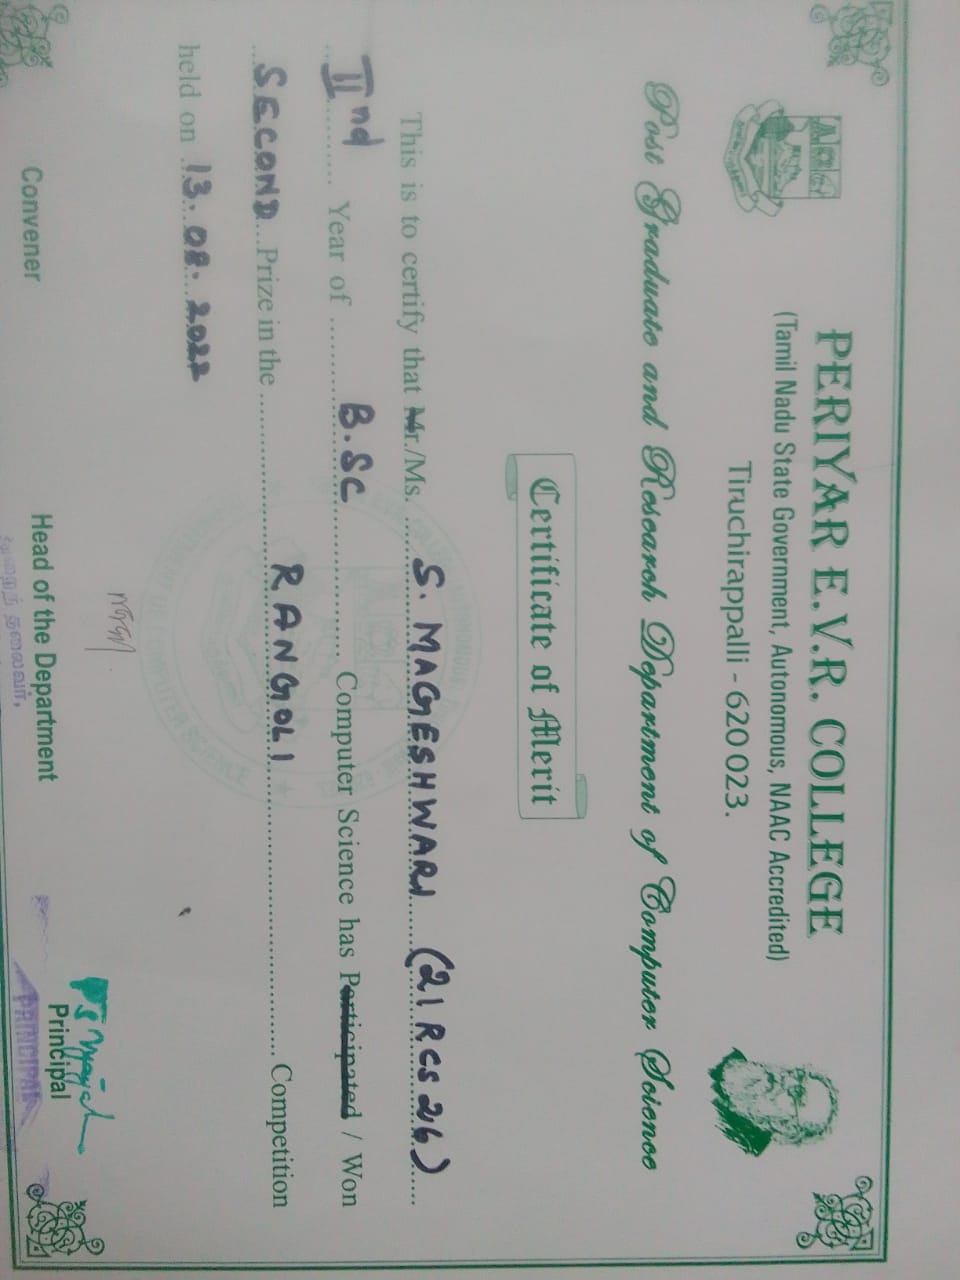 PERIYAR E.V.R. COLLEGE
(Tamil Nadu State Government, Autonomous, NAAC Accredited)
Tiruchirappalli - 620 023.
Post Graduate and Research Department of Computer Science
Certificate of Merit
This is to certify that Mr./Ms. S. MAGESHWARI (21RCS26)
IInd Year of B.SC Computer Science has Participated / Won
SECOND Prize in the RANGOLI Competition
held on 13.08.2022
Convener
Head of the Department
Principal
தலைவர்,
PRINCIPAL